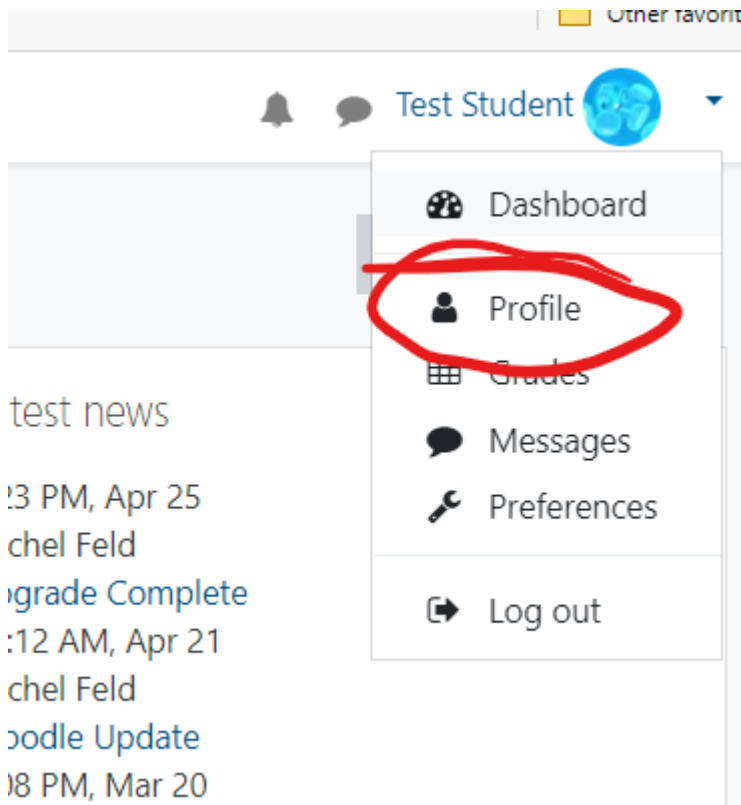 Other favorit
Test Student
Dashboard
Profile
Grades
Messages
Preferences
Log out
test news
23 PM, Apr 25
chel Feld
grade Complete
:12 AM, Apr 21
chel Feld
oodle Update
08 PM, Mar 20